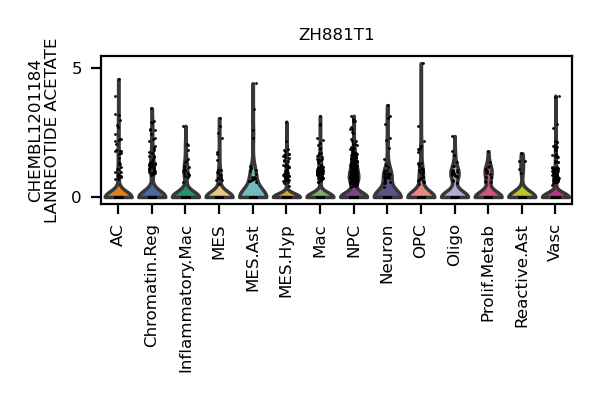 ZH881T1
CHEMBL1201184
LANREOTIDE ACETATE
5
0
AC
Chromatin.Reg
Inflammatory.Mac
MES
MES.Ast
MES.Hyp
Mac
NPC
Neuron
OPC
Oligo
Prolif.Metab
Reactive.Ast
Vasc